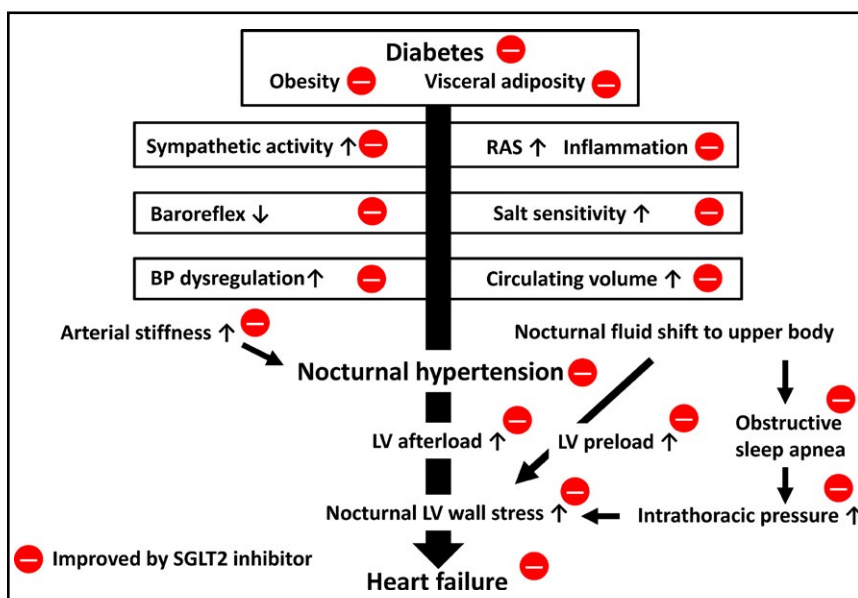 Diabetes
Obesity Visceral adiposity
Sympathetic activity ↑ RAS ↑ Inflammation
Baroreflex ↓ Salt sensitivity ↑
BP dysregulation ↑ Circulating volume ↑
Arterial stiffness ↑ Nocturnal fluid shift to upper body
Nocturnal hypertension
LV afterload ↑ LV preload ↑
Obstructive
sleep apnea
Nocturnal LV wall stress ↑ Intrathoracic pressure ↑
Improved by SGLT2 inhibitor
Heart failure